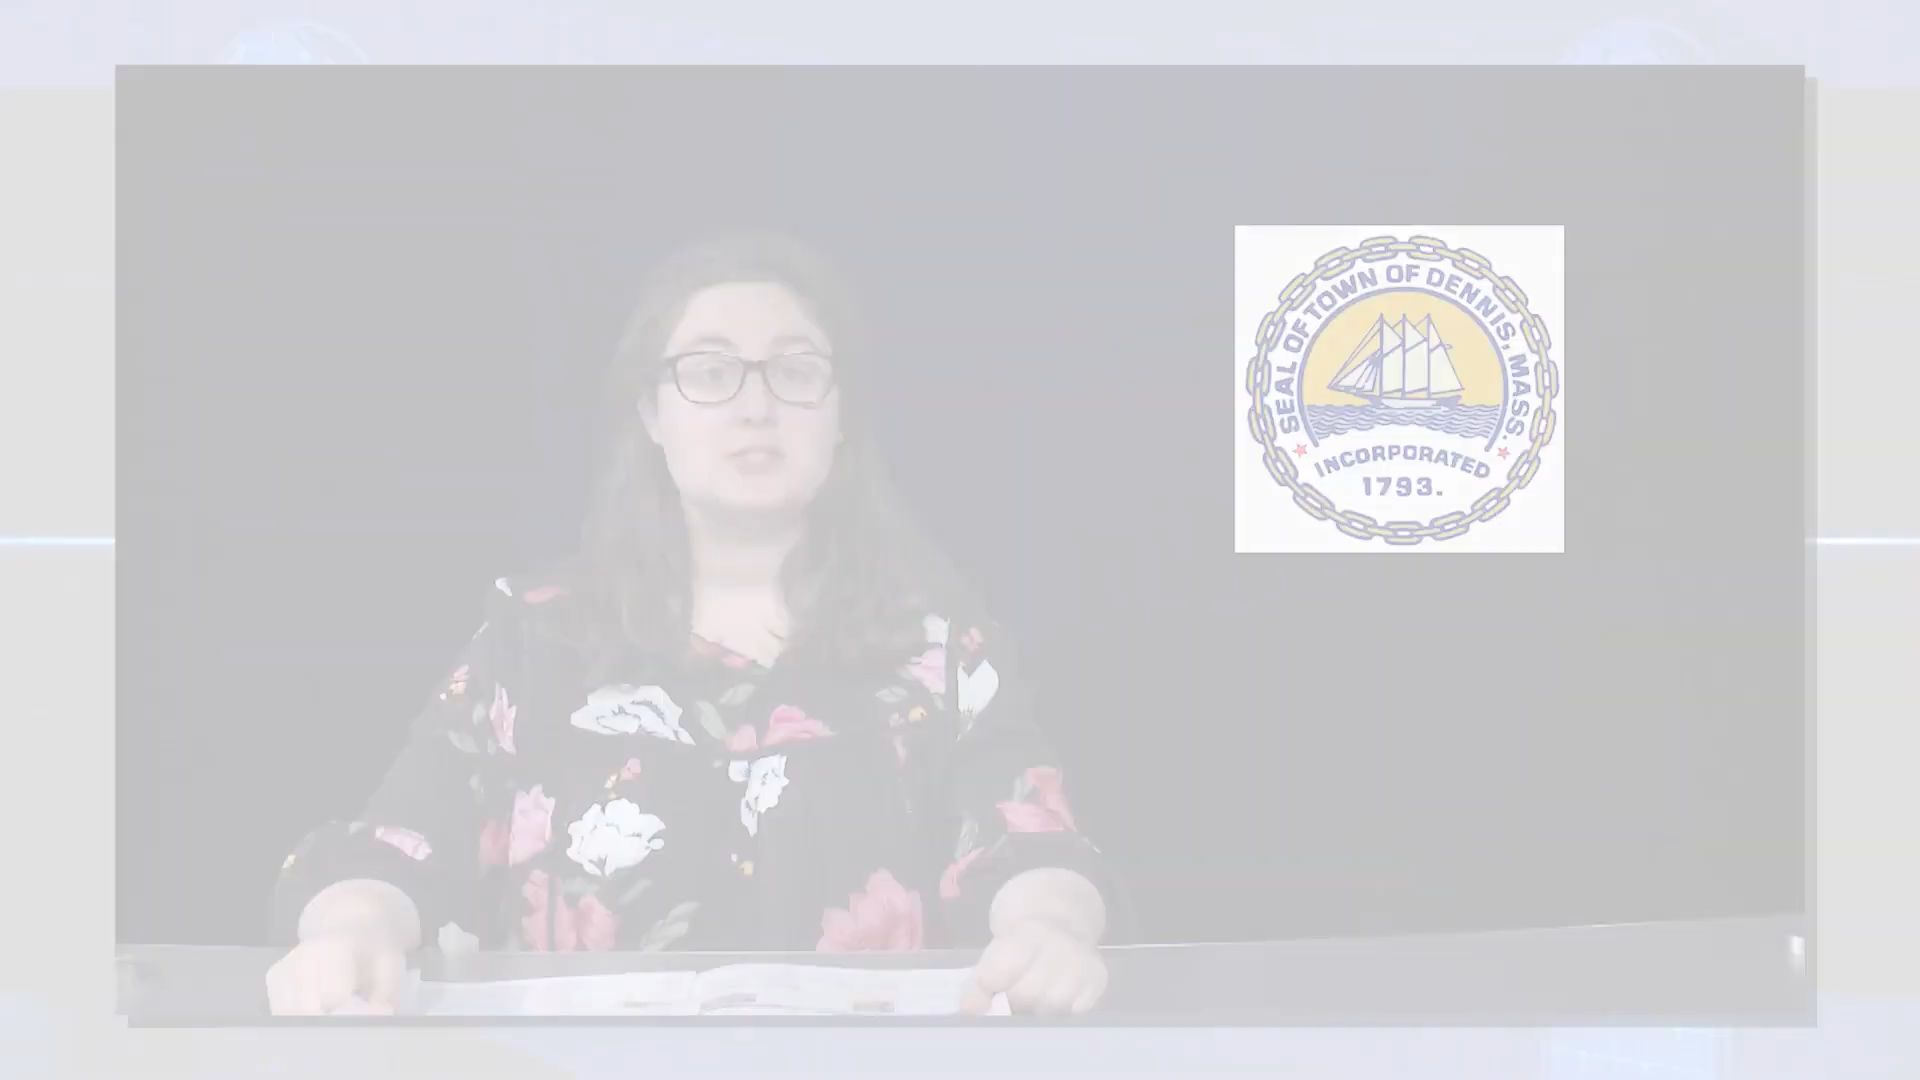 SEAL OF TOWN OF DENNIS, MASS.
INCORPORATED
1793.